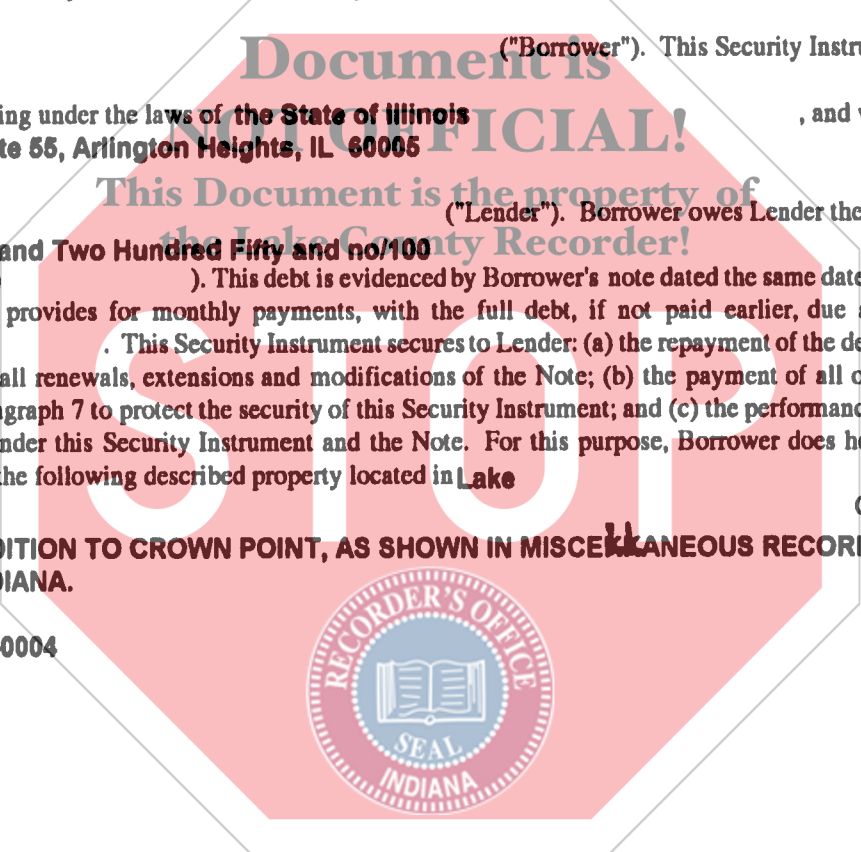 Document is
("Borrower"). This Security Instru
ing under the laws of the State of Illinois , and
NOT OFFICIAL!
te 55, Arlington Heights, IL 60005
This Document is the property of
("Lender"). Borrower owes Lender the
the Lake County Recorder!
and Two Hundred Fifty and no/100
). This debt is evidenced by Borrower's note dated the same date
provides for monthly payments, with the full debt, if not paid earlier, due
. This Security Instrument secures to Lender: (a) the repayment of the de
all renewals, extensions and modifications of the Note; (b) the payment of all
agraph 7 to protect the security of this Security Instrument; and (c) the performanc
nder this Security Instrument and the Note. For this purpose, Borrower does he
the following described property located in Lake
STOP
DITION TO CROWN POINT, AS SHOWN IN MISCELLANEOUS RECOR
DIANA.
RECORDER'S OFFICE
-0004
SEAL
INDIANA